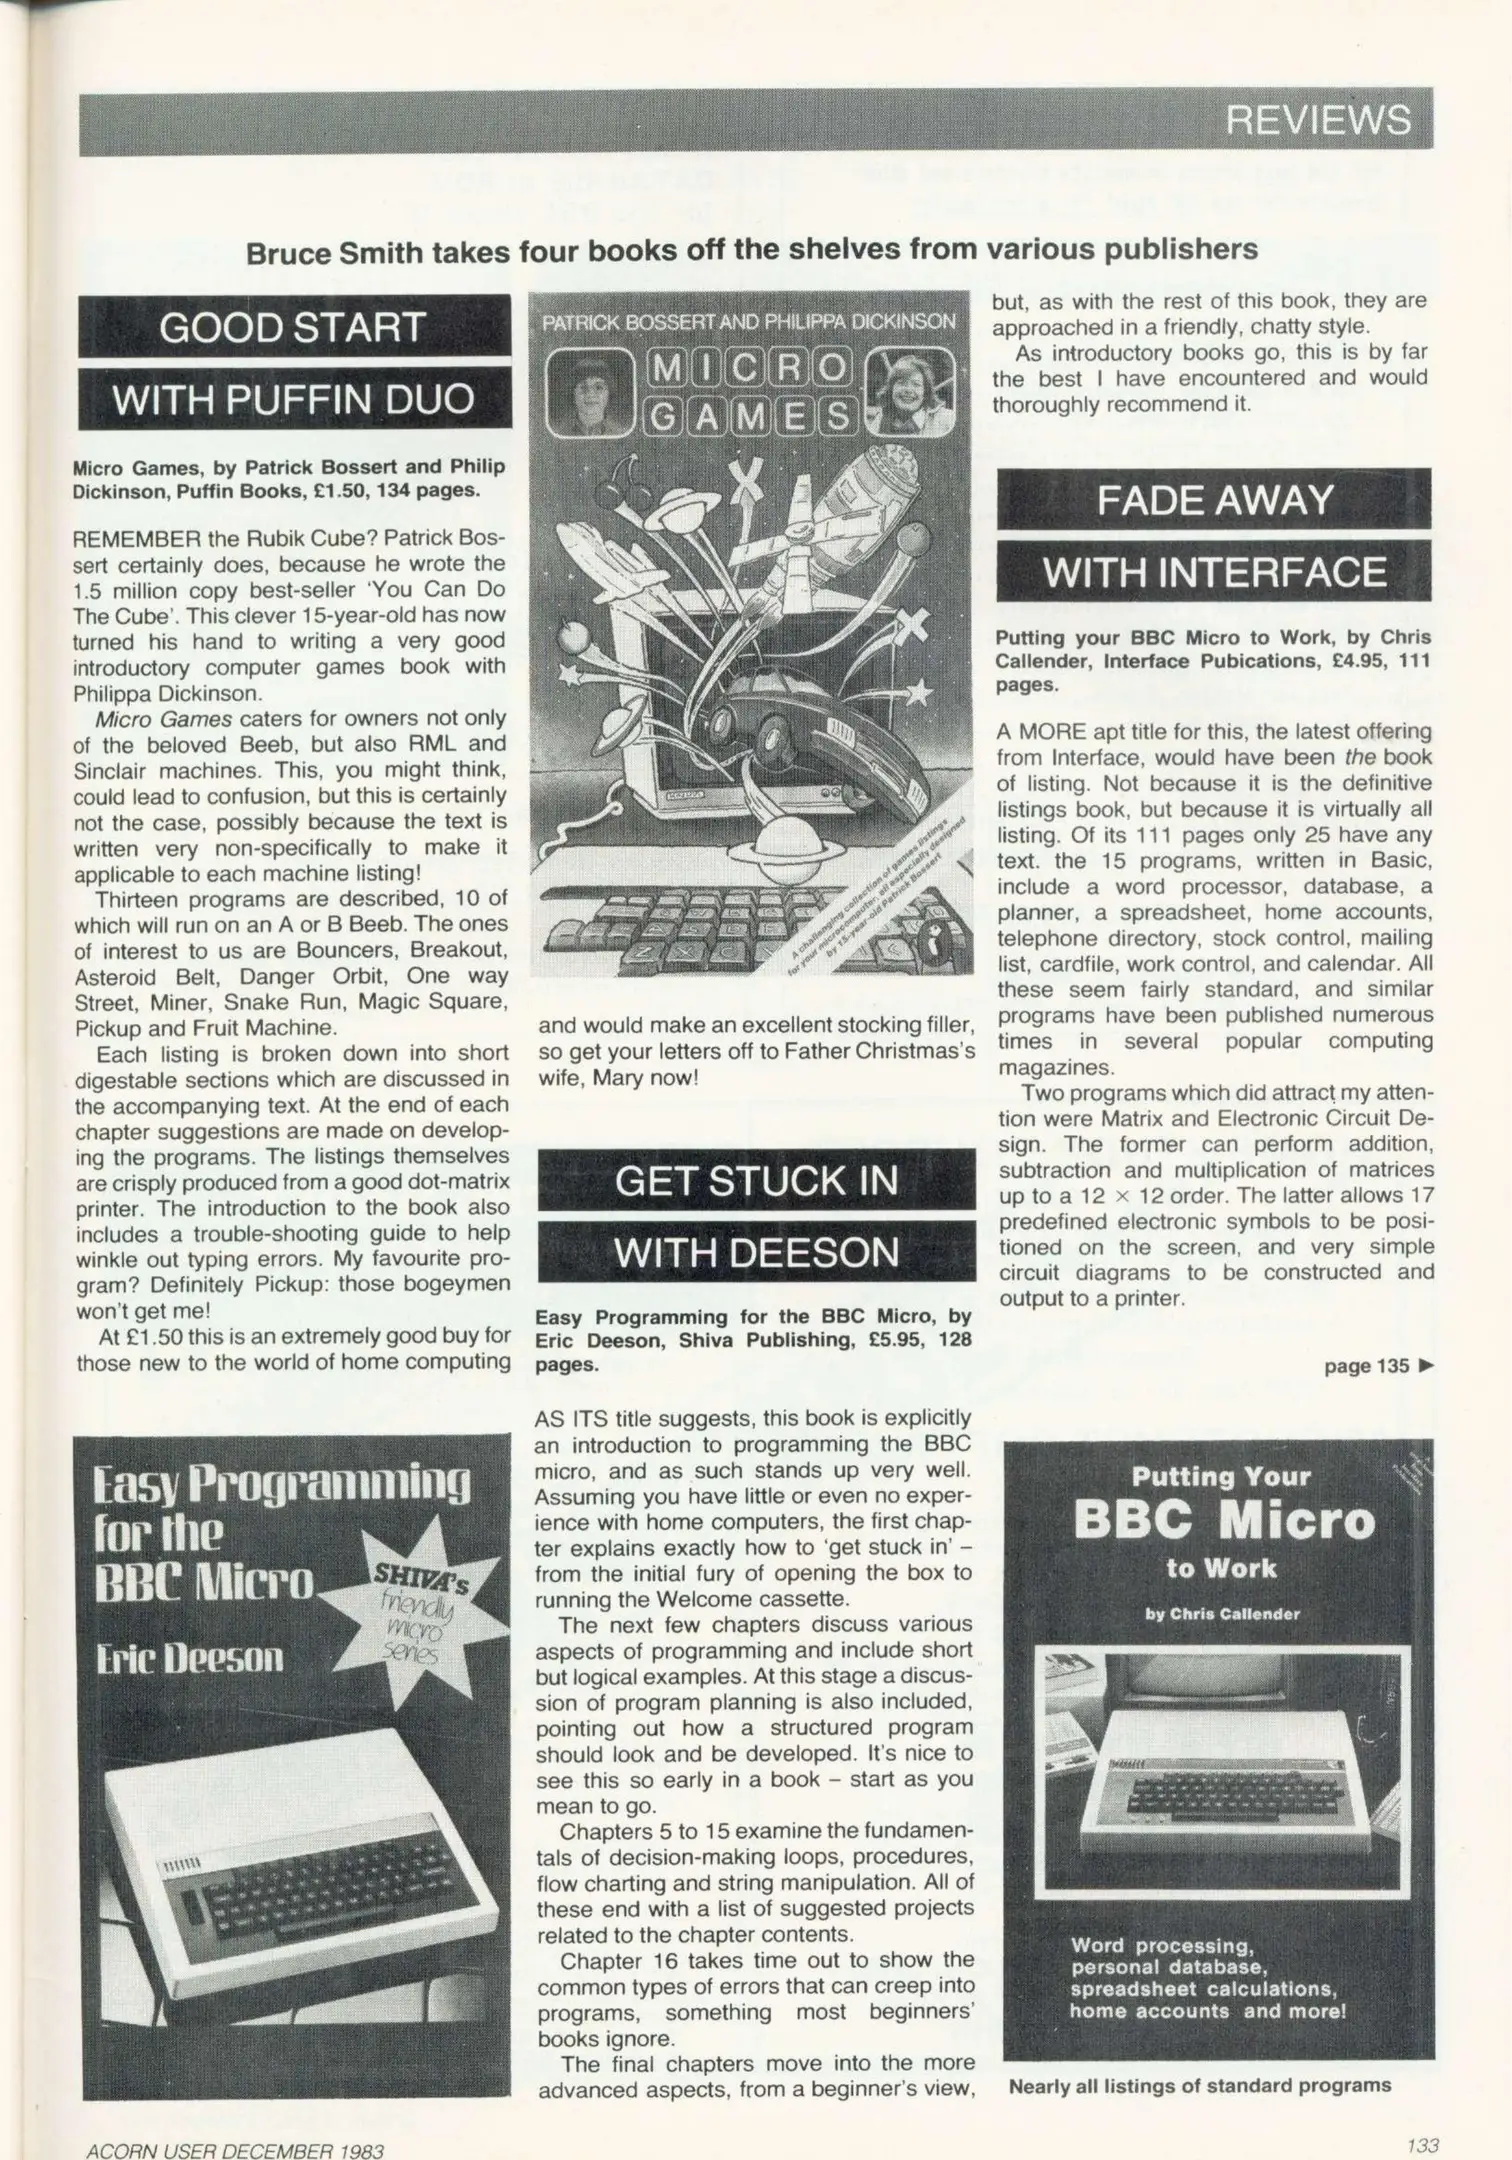 REVIEWS
Bruce Smith takes four books off the shelves from various publishers
GOOD START
WITH PUFFIN DUO
Micro Games, by Patrick Bossert and Philip
Dickinson, Puffin Books, £1.50, 134 pages.
REMEMBER the Rubik Cube? Patrick Bos-
sert certainly does, because he wrote the
1.5 million copy best-seller ‘You Can Do
The Cube’. This clever 15-year-old has now
turned his hand to writing a very good
introductory computer games book with
Philippa Dickinson.
Micro Games caters for owners not only
of the beloved Beeb, but also RML and
Sinclair machines. This, you might think,
could lead to confusion, but this is certainly
not the case, possibly because the text is
written very non-specifically to make it
applicable to each machine listing!
Thirteen programs are described, 10 of
which will run on an A or B Beeb. The ones
of interest to us are Bouncers, Breakout,
Asteroid Belt, Danger Orbit, One way
Street, Miner, Snake Run, Magic Square,
Pickup and Fruit Machine.
Each listing is broken down into short
digestable sections which are discussed in
the accompanying text. At the end of each
chapter suggestions are made on develop-
ing the programs. The listings themselves
are crisply produced from a good dot-matrix
printer. The introduction to the book also
includes a trouble-shooting guide to help
winkle out typing errors. My favourite pro-
gram? Definitely Pickup: those bogeymen
won't get me!
At £1.50 this is an extremely good buy for
those new to the world of home computing
Easy Programming
for the
BBC Micro
Eric Deeson
SHIVA's
friendly
micro
series
PATRICK BOSSERT AND PHILIPPA DICKINSON
MICRO
GAMES
A challenging collection of games listings
for your microcomputer, all especially designed
by 15-year old Patrick Bossert
and would make an excellent stocking filler,
so get your letters off to Father Christmas's
wife, Mary now!
GET STUCK IN
WITH DEESON
Easy Programming for the BBC Micro, by
Eric Deeson, Shiva Publishing, £5.95, 128
pages.
AS ITS title suggests, this book is explicitly
an introduction to programming the BBC
micro, and as such stands up very well.
Assuming you have little or even no exper-
ience with home computers, the first chap-
ter explains exactly how to ‘get stuck in’ –
from the initial fury of opening the box to
running the Welcome cassette.
The next few chapters discuss various
aspects of programming and include short
but logical examples. At this stage a discus-
sion of program planning is also included,
pointing out how a structured program
should look and be developed. It's nice to
see this so early in a book – start as you
mean to go.
Chapters 5 to 15 examine the fundamen-
tals of decision-making loops, procedures,
flow charting and string manipulation. All of
these end with a list of suggested projects
related to the chapter contents.
Chapter 16 takes time out to show the
common types of errors that can creep into
programs, something most beginners'
books ignore.
The final chapters move into the more
advanced aspects, from a beginner's view,
but, as with the rest of this book, they are
approached in a friendly, chatty style.
As introductory books go, this is by far
the best I have encountered and would
thoroughly recommend it.
FADE AWAY
WITH INTERFACE
Putting your BBC Micro to Work, by Chris
Callender, Interface Pubications, £4.95, 111
pages.
A MORE apt title for this, the latest offering
from Interface, would have been the book
of listing. Not because it is the definitive
listings book, but because it is virtually all
listing. Of its 111 pages only 25 have any
text. the 15 programs, written in Basic,
include a word processor, database, a
planner, a spreadsheet, home accounts,
telephone directory, stock control, mailing
list, cardfile, work control, and calendar. All
these seem fairly standard, and similar
programs have been published numerous
times in several popular computing
magazines.
Two programs which did attract my atten-
tion were Matrix and Electronic Circuit De-
sign. The former can perform addition,
subtraction and multiplication of matrices
up to a 12 × 12 order. The latter allows 17
predefined electronic symbols to be posi-
tioned on the screen, and very simple
circuit diagrams to be constructed and
output to a printer.
page 135 ►
Putting Your
BBC Micro
to Work
by Chris Callender
Word processing,
personal database,
spreadsheet calculations,
home accounts and more!
Nearly all listings of standard programs
ACORN USER DECEMBER 1983
133